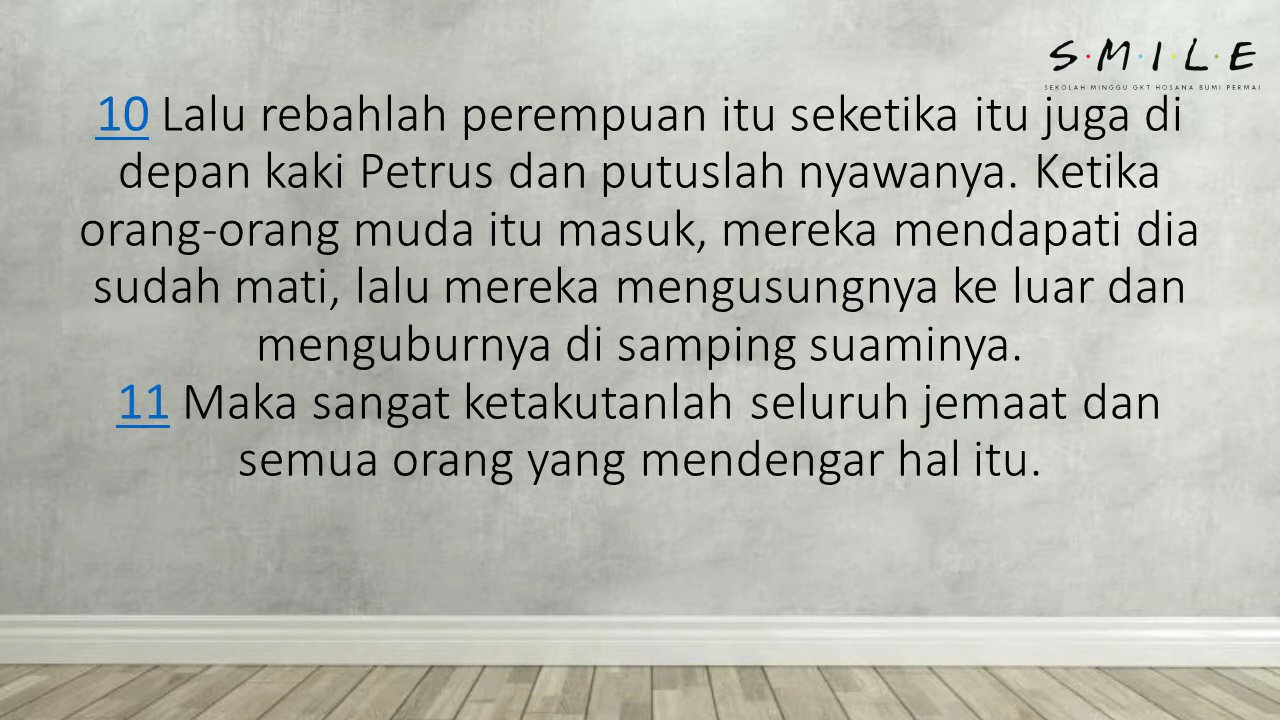 S·M·I·L·E
SEKOLAH MINGGU GKT HOSANA BUMI PERMAI
10 Lalu rebahlah perempuan itu seketika itu juga di
depan kaki Petrus dan putuslah nyawanya. Ketika
orang-orang muda itu masuk, mereka mendapati dia
sudah mati, lalu mereka mengusungnya ke luar dan
menguburnya di samping suaminya.
11 Maka sangat ketakutanlah seluruh jemaat dan
semua orang yang mendengar hal itu.